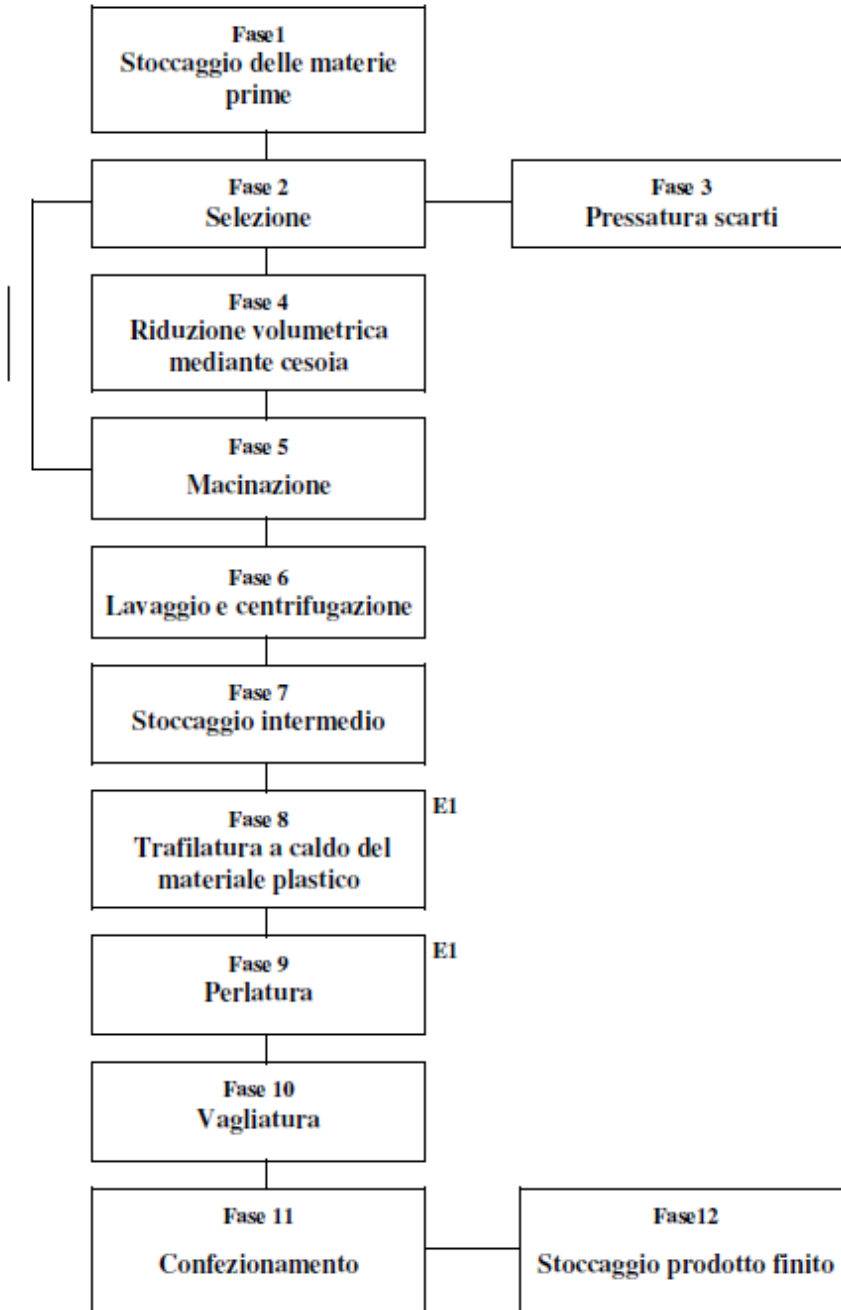 Fase1
Stoccaggio delle materie
prime
Fase 2
Selezione
Fase 3
Pressatura scarti
Fase 4
Riduzione volumetrica
mediante cesoia
Fase 5
Macinazione
Fase 6
Lavaggio e centrifugazione
Fase 7
Stoccaggio intermedio
Fase 8
Trafilatura a caldo del
materiale plastico
E1
Fase 9
Perlatura
E1
Fase 10
Vagliatura
Fase 11
Confezionamento
Fase12
Stoccaggio prodotto finito